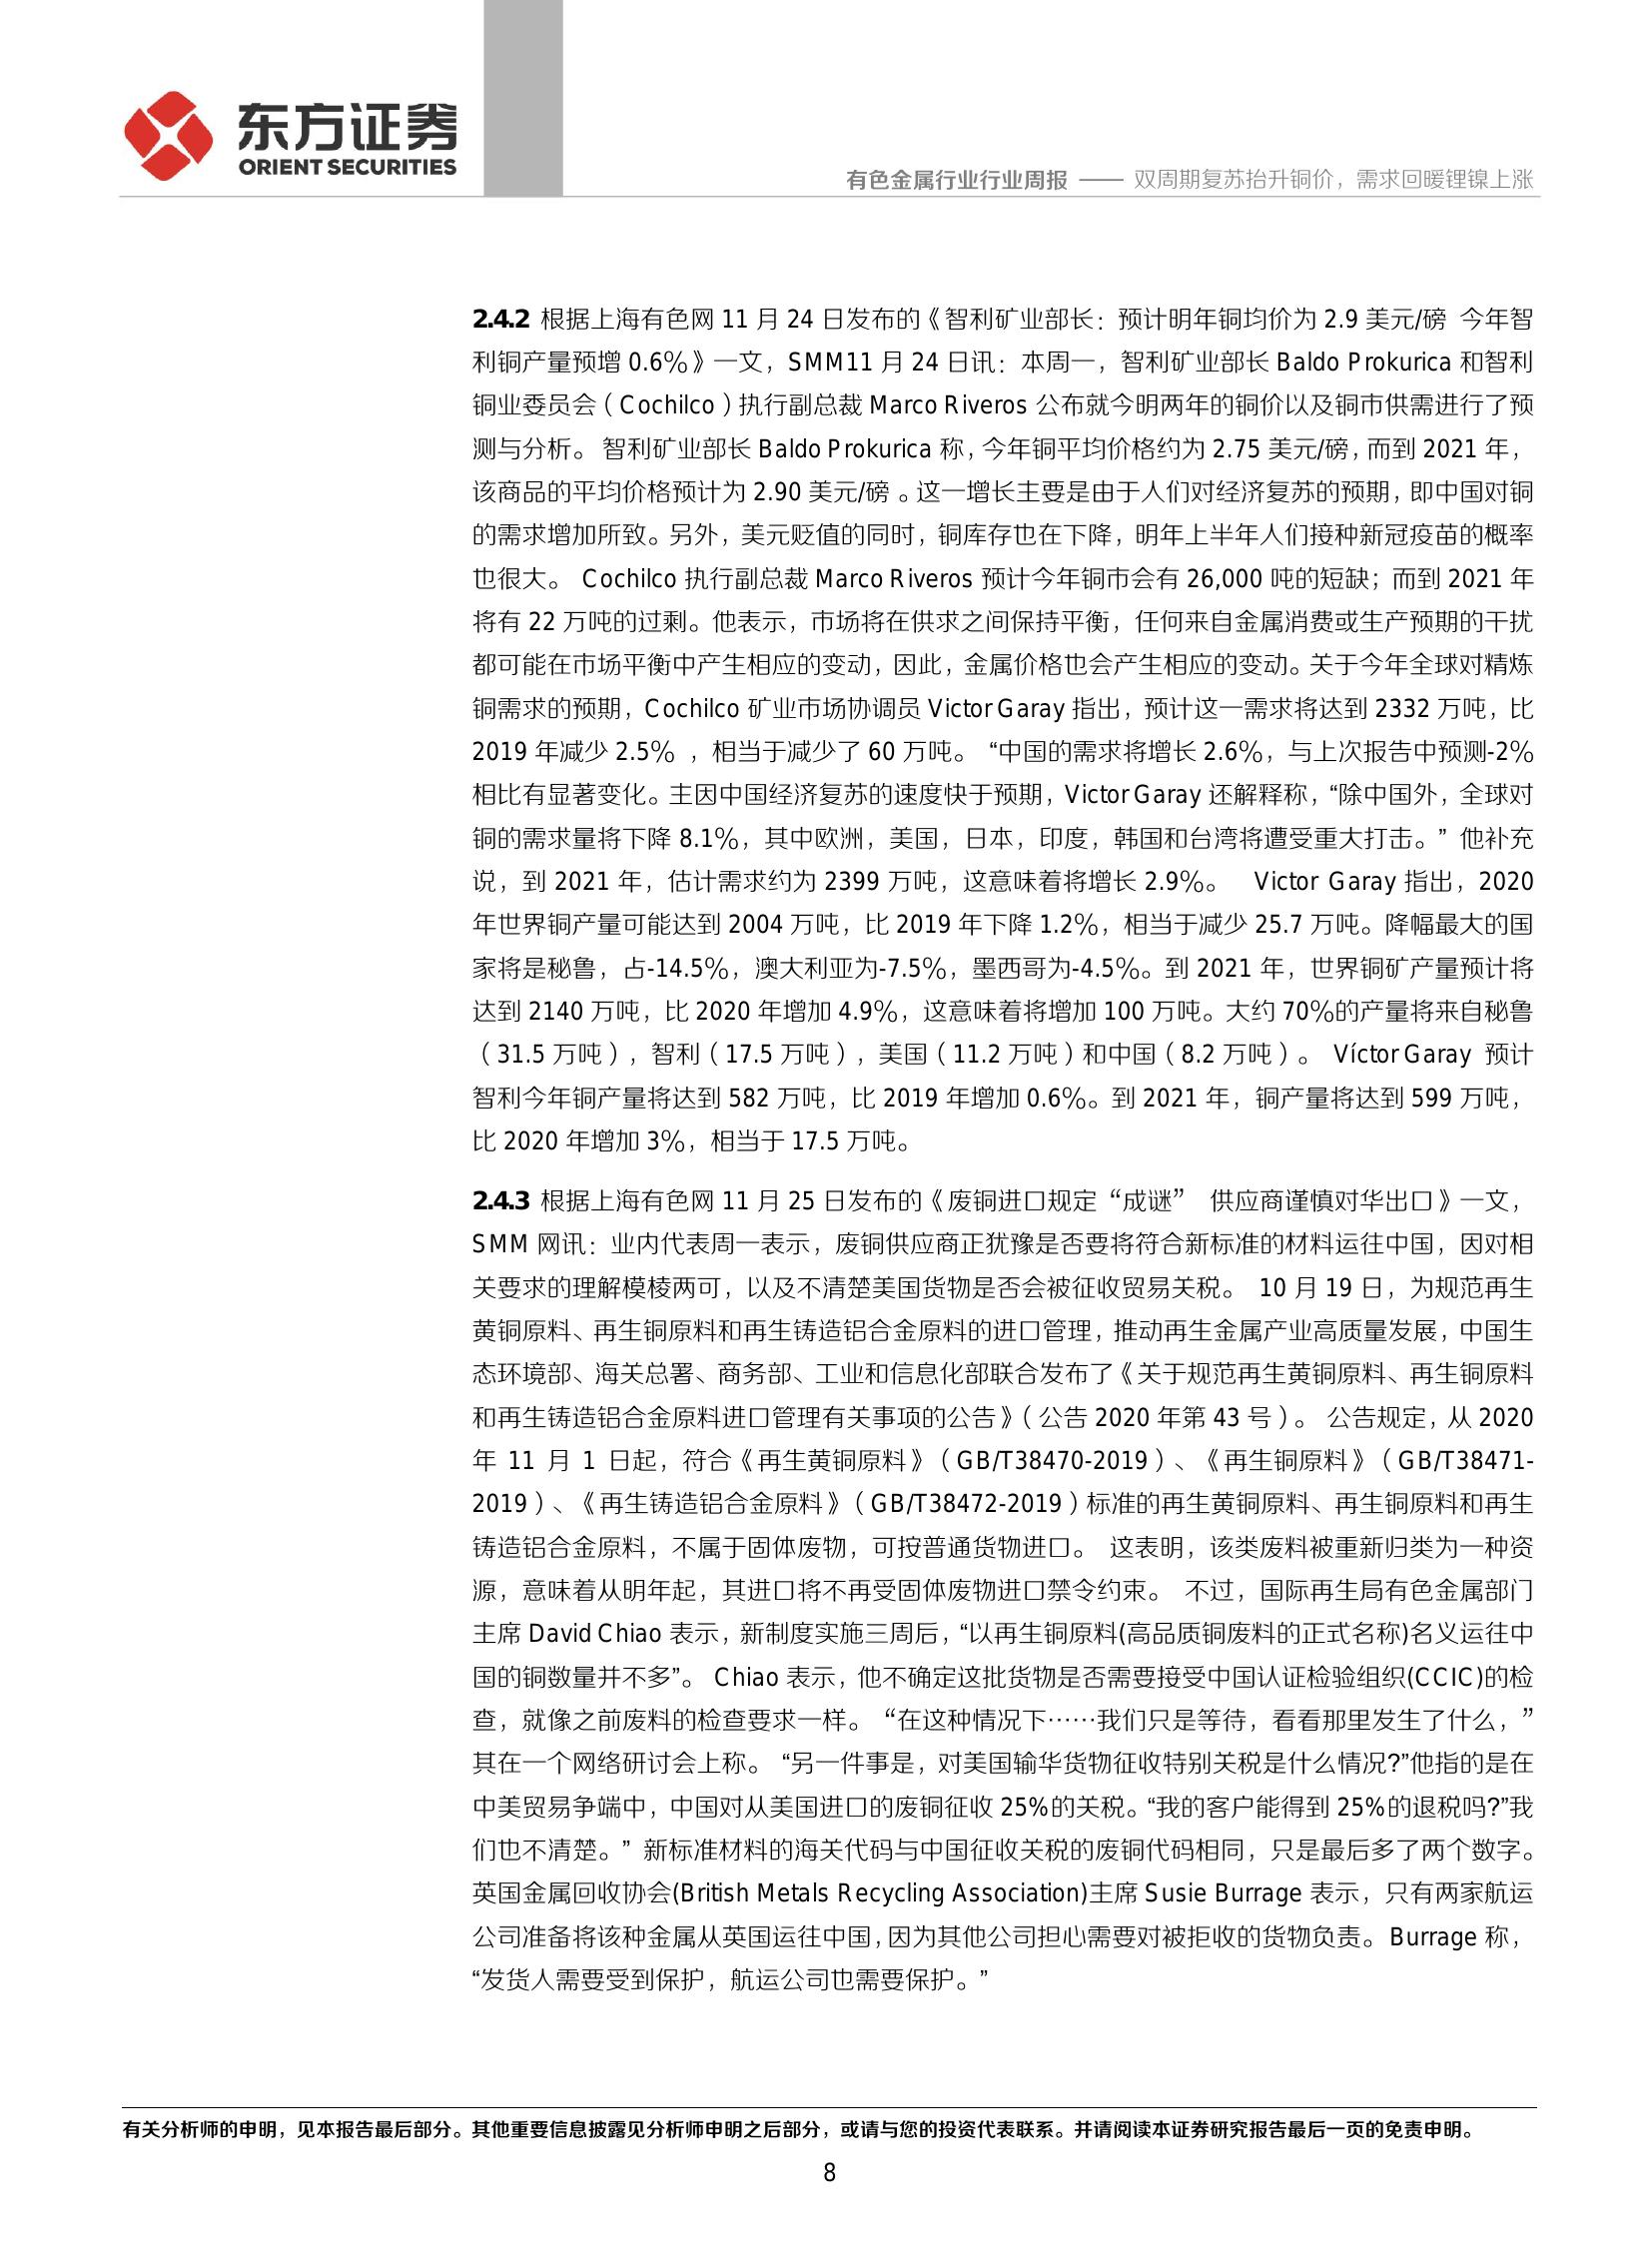 东方证券
ORIENT SECURITIES
有色金属行业行业周报 —— 双周期复苏抬升铜价，需求回暖锂镍上涨
2.4.2 根据上海有色网 11 月 24 日发布的《智利矿业部长：预计明年铜均价为 2.9 美元/磅 今年智
利铜产量预增 0.6%》一文，SMM11 月 24 日讯：本周一，智利矿业部长 Baldo Prokurica 和智利
铜业委员会（Cochilco）执行副总裁 Marco Riveros 公布就今明两年的铜价以及铜市供需进行了预
测与分析。 智利矿业部长 Baldo Prokurica 称，今年铜平均价格约为 2.75 美元/磅，而到 2021 年，
该商品的平均价格预计为 2.90 美元/磅 。这一增长主要是由于人们对经济复苏的预期，即中国对铜
的需求增加所致。另外，美元贬值的同时，铜库存也在下降，明年上半年人们接种新冠疫苗的概率
也很大。 Cochilco 执行副总裁 Marco Riveros 预计今年铜市会有 26,000 吨的短缺；而到 2021 年
将有 22 万吨的过剩。他表示，市场将在供求之间保持平衡，任何来自金属消费或生产预期的干扰
都可能在市场平衡中产生相应的变动，因此，金属价格也会产生相应的变动。关于今年全球对精炼
铜需求的预期，Cochilco 矿业市场协调员 Victor Garay 指出，预计这一需求将达到 2332 万吨，比
2019 年减少 2.5% ，相当于减少了 60 万吨。 “中国的需求将增长 2.6%，与上次报告中预测-2%
相比有显著变化。主因中国经济复苏的速度快于预期，Victor Garay 还解释称，“除中国外，全球对
铜的需求量将下降 8.1%，其中欧洲，美国，日本，印度，韩国和台湾将遭受重大打击。” 他补充
说，到 2021 年，估计需求约为 2399 万吨，这意味着将增长 2.9%。 Victor Garay 指出，2020
年世界铜产量可能达到 2004 万吨，比 2019 年下降 1.2%，相当于减少 25.7 万吨。降幅最大的国
家将是秘鲁，占-14.5%，澳大利亚为-7.5%，墨西哥为-4.5%。到 2021 年，世界铜矿产量预计将
达到 2140 万吨，比 2020 年增加 4.9%，这意味着将增加 100 万吨。大约 70%的产量将来自秘鲁
（31.5 万吨），智利（17.5 万吨），美国（11.2 万吨）和中国（8.2 万吨）。 Víctor Garay 预计
智利今年铜产量将达到 582 万吨，比 2019 年增加 0.6%。到 2021 年，铜产量将达到 599 万吨，
比 2020 年增加 3%，相当于 17.5 万吨。
2.4.3 根据上海有色网 11 月 25 日发布的《废铜进口规定“成谜” 供应商谨慎对华出口》一文，
SMM 网讯：业内代表周一表示，废铜供应商正犹豫是否要将符合新标准的材料运往中国，因对相
关要求的理解模棱两可，以及不清楚美国货物是否会被征收贸易关税。 10 月 19 日，为规范再生
黄铜原料、再生铜原料和再生铸造铝合金原料的进口管理，推动再生金属产业高质量发展，中国生
态环境部、海关总署、商务部、工业和信息化部联合发布了《关于规范再生黄铜原料、再生铜原料
和再生铸造铝合金原料进口管理有关事项的公告》（公告 2020 年第 43 号）。 公告规定，从 2020
年 11 月 1 日起，符合《再生黄铜原料》（GB/T38470-2019）、《再生铜原料》（GB/T38471-
2019）、《再生铸造铝合金原料》（GB/T38472-2019）标准的再生黄铜原料、再生铜原料和再生
铸造铝合金原料，不属于固体废物，可按普通货物进口。 这表明，该类废料被重新归类为一种资
源，意味着从明年起，其进口将不再受固体废物进口禁令约束。 不过，国际再生局有色金属部门
主席 David Chiao 表示，新制度实施三周后，“以再生铜原料(高品质铜废料的正式名称)名义运往中
国的铜数量并不多”。 Chiao 表示，他不确定这批货物是否需要接受中国认证检验组织(CCIC)的检
查，就像之前废料的检查要求一样。 “在这种情况下……我们只是等待，看看那里发生了什么，”
其在一个网络研讨会上称。 “另一件事是，对美国输华货物征收特别关税是什么情况?”他指的是在
中美贸易争端中，中国对从美国进口的废铜征收 25%的关税。“我的客户能得到 25%的退税吗?”我
们也不清楚。” 新标准材料的海关代码与中国征收关税的废铜代码相同，只是最后多了两个数字。
英国金属回收协会(British Metals Recycling Association)主席 Susie Burrage 表示，只有两家航运
公司准备将该种金属从英国运往中国，因为其他公司担心需要对被拒收的货物负责。Burrage 称，
“发货人需要受到保护，航运公司也需要保护。”
有关分析师的申明，见本报告最后部分。其他重要信息披露见分析师申明之后部分，或请与您的投资代表联系。并请阅读本证券研究报告最后一页的免责申明。
8